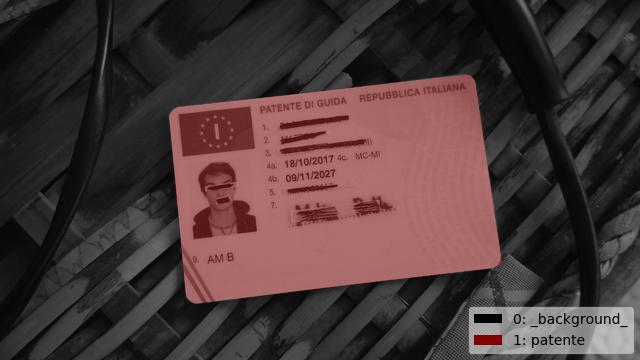 PATENTE DI GUIDA REPUBBLICA ITALIANA
I
1.
2.
3.
4a. 18/10/2017 4c. MC-MI
4b. 09/11/2027
5.
7.
9. AM B
0: _background_
1: patente